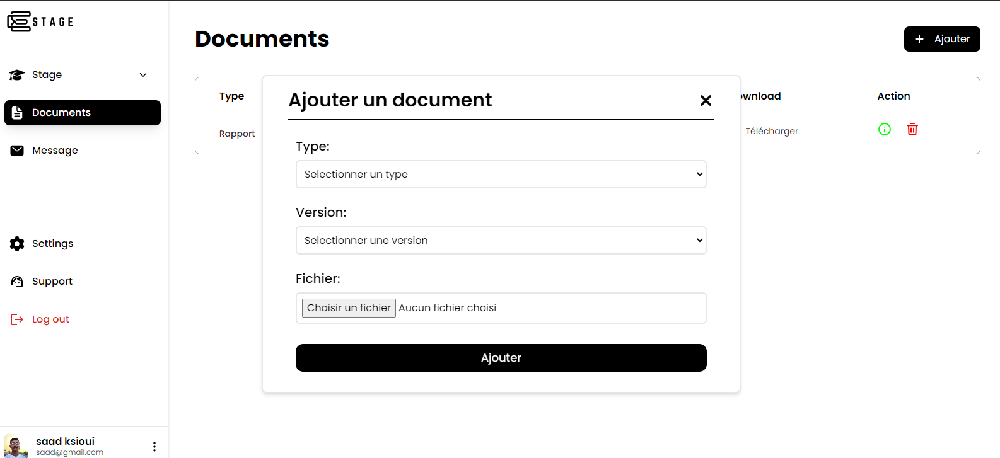 STAGE
Stage
Documents
Message
Settings
Support
Log out
saad ksioui
saad@gmail.com
Documents
+ Ajouter
Type
ownload
Action
Rapport
Télécharger
Ajouter un document
Type:
Selectionner un type
Version:
Selectionner une version
Fichier:
Choisir un fichier Aucun fichier choisi
Ajouter